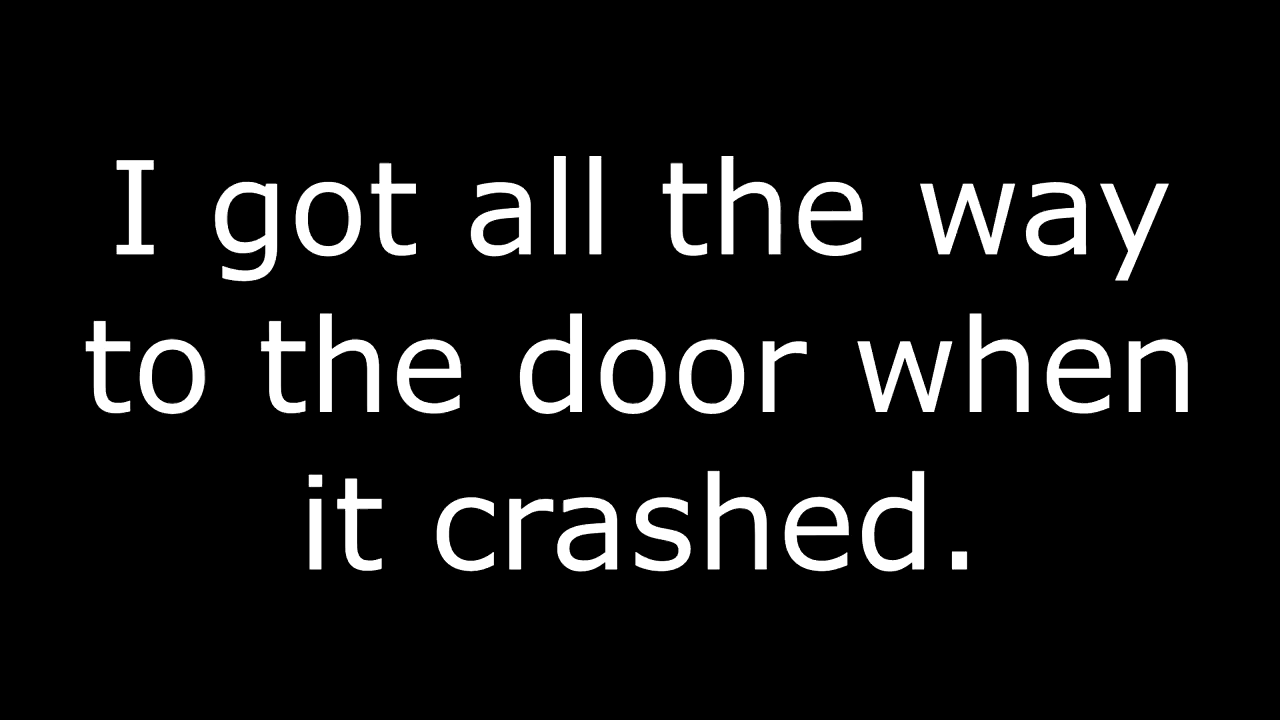 I got all the way
to the door when
it crashed.